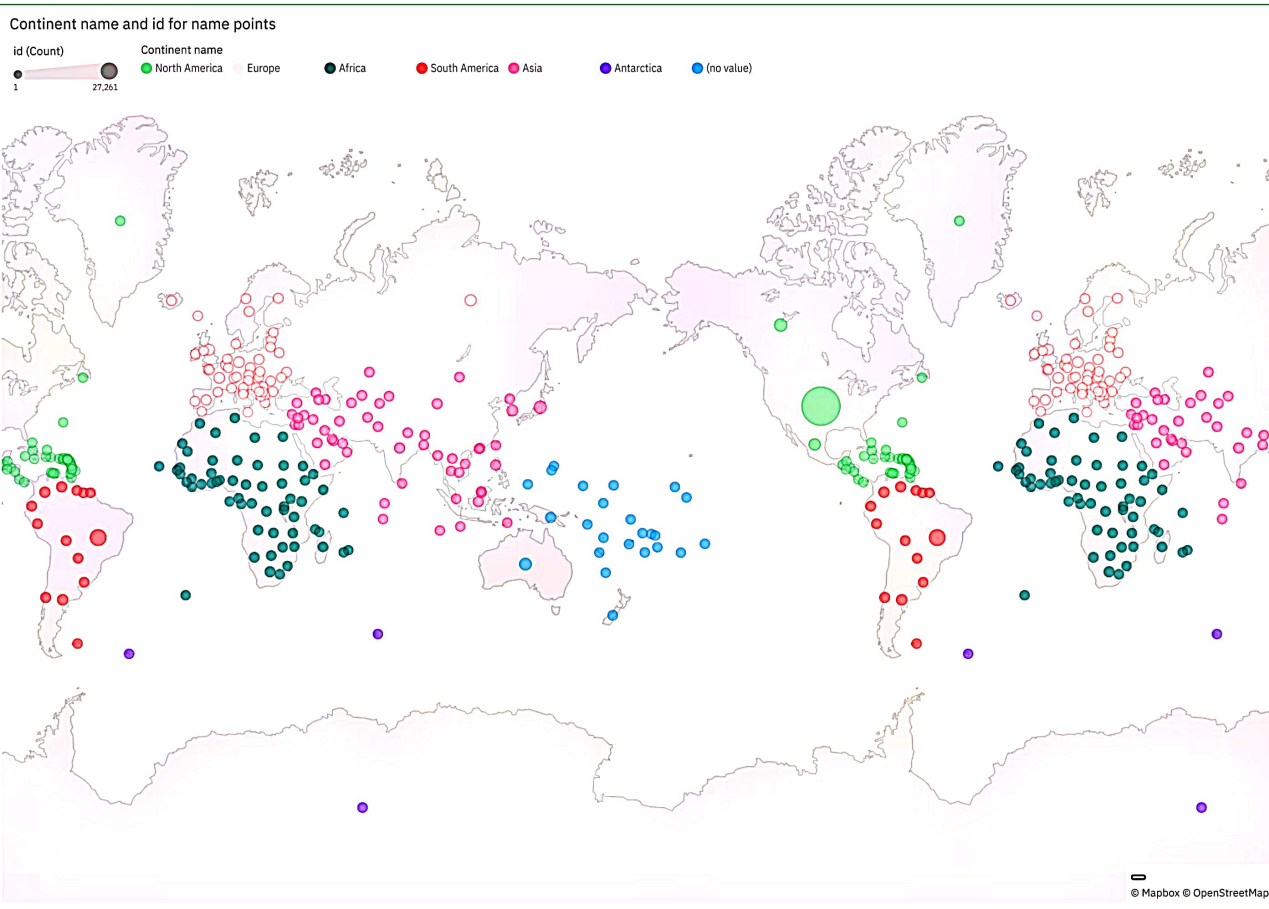 Continent name and id for name points
id (Count)
1
27,261
Continent name
North America
Europe
Africa
South America
Asia
Antarctica
(no value)
© Mapbox © OpenStreetMap